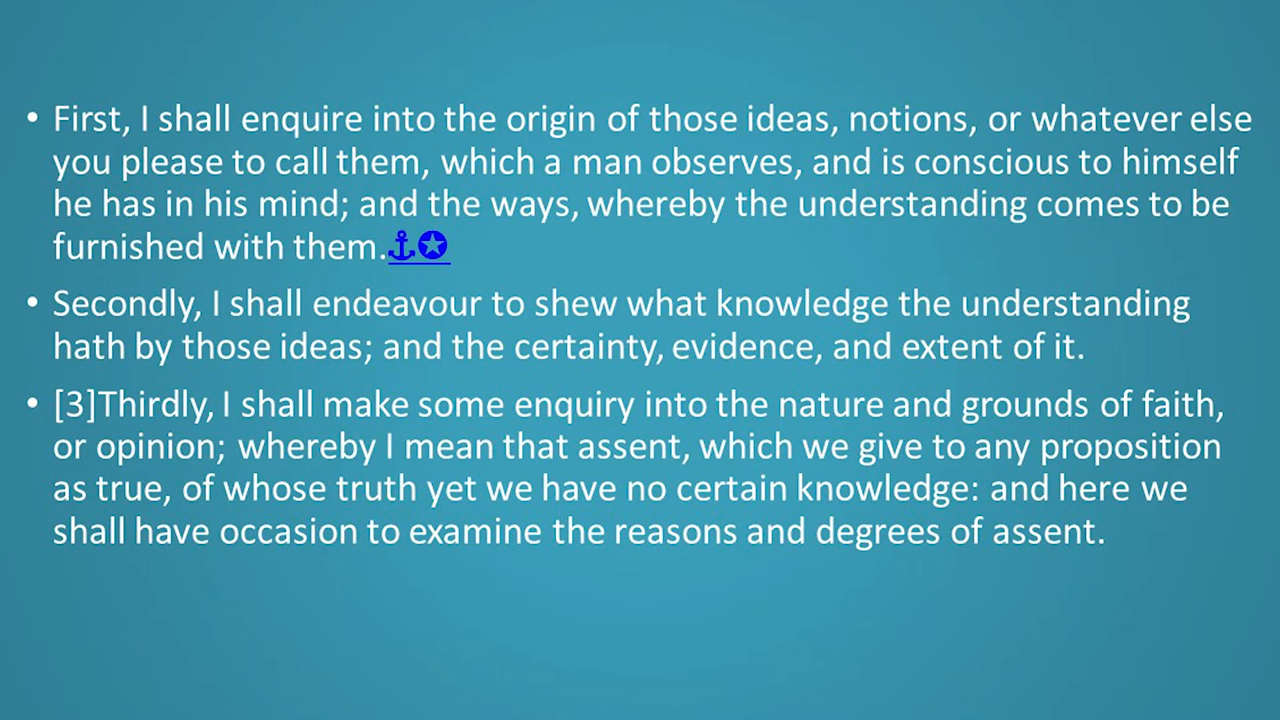 • First, I shall enquire into the origin of those ideas, notions, or whatever else
you please to call them, which a man observes, and is conscious to himself
he has in his mind; and the ways, whereby the understanding comes to be
furnished with them.⚓✪
• Secondly, I shall endeavour to shew what knowledge the understanding
hath by those ideas; and the certainty, evidence, and extent of it.
• [3]Thirdly, I shall make some enquiry into the nature and grounds of faith,
or opinion; whereby I mean that assent, which we give to any proposition
as true, of whose truth yet we have no certain knowledge: and here we
shall have occasion to examine the reasons and degrees of assent.